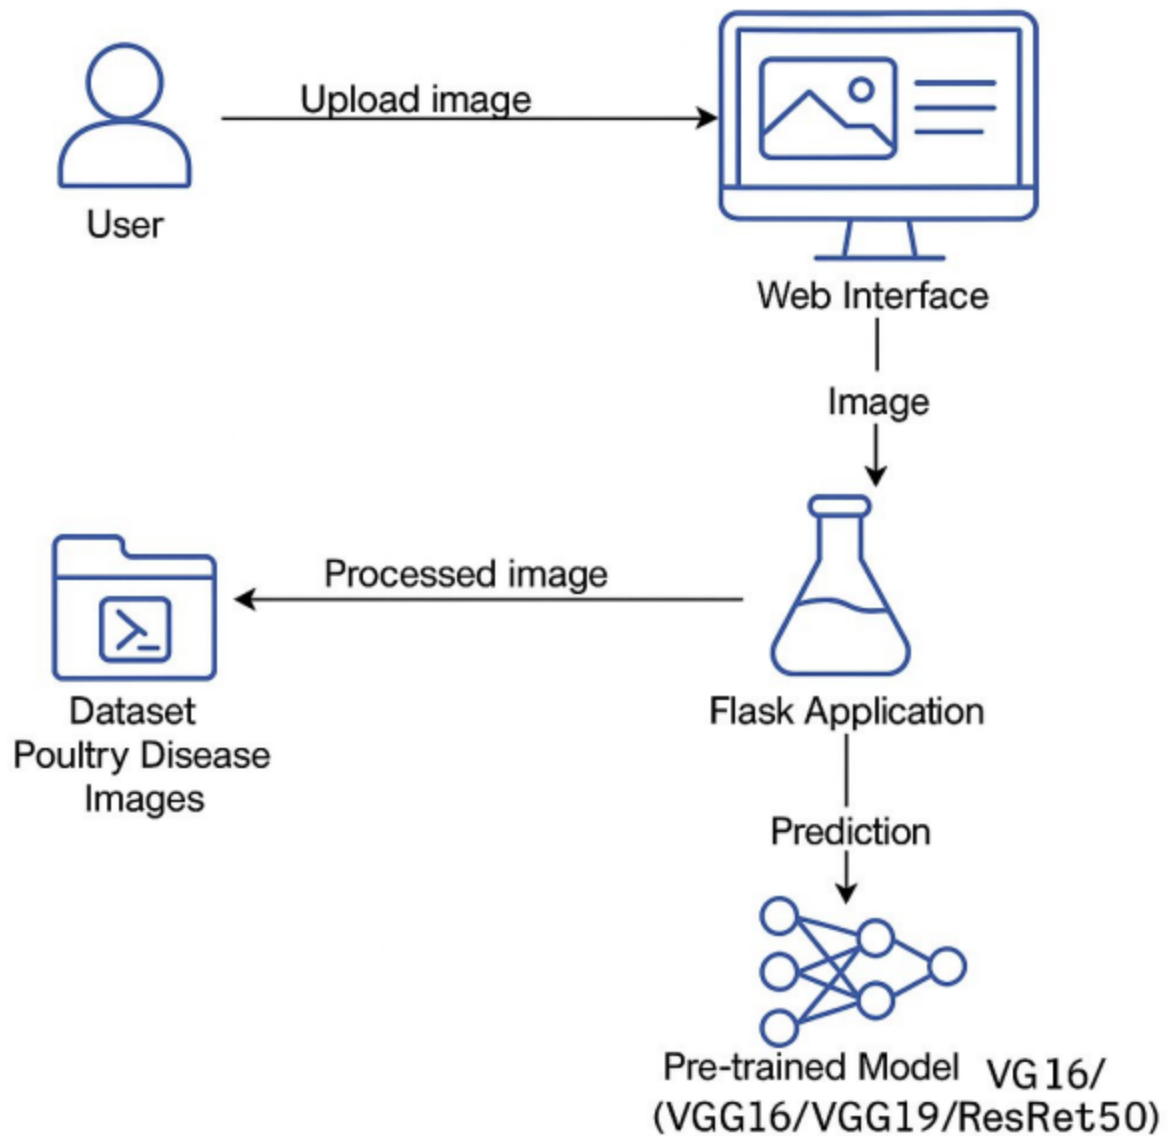 Upload image
User
Web Interface
Image
Processed image
Dataset
Poultry Disease
Images
Flask Application
Prediction
Pre-trained Model VG16/
(VGG16/VGG19/ResRet50)